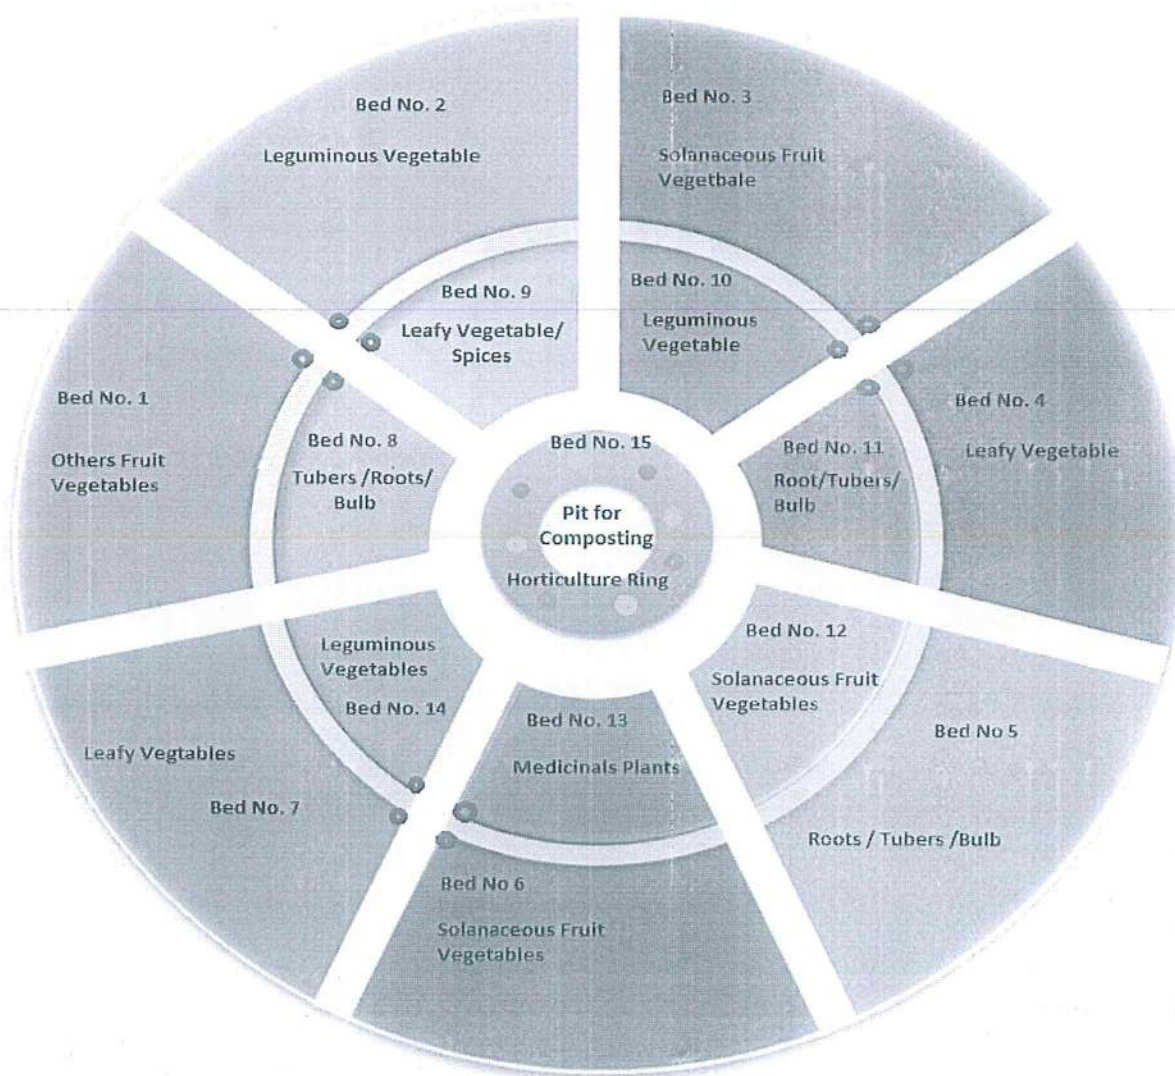 Bed No. 2
Leguminous Vegetable
Bed No. 3
Solanaceous Fruit
Vegetbale
Bed No. 9
Leafy Vegetable/
Spices
Bed No. 10
Leguminous
Vegetable
Bed No. 1
Others Fruit
Vegetables
Bed No. 8
Tubers /Roots/
Bulb
Bed No. 15
Pit for
Composting
Horticulture Ring
Bed No. 11
Root/Tubers/
Bulb
Bed No. 4
Leafy Vegetable
Leguminous
Vegetables
Bed No. 14
Bed No. 12
Solanaceous Fruit
Vegetables
Bed No. 13
Medicinals Plants
Leafy Vegtables
Bed No. 7
Bed No 5
Roots / Tubers /Bulb
Bed No 6
Solanaceous Fruit
Vegetables